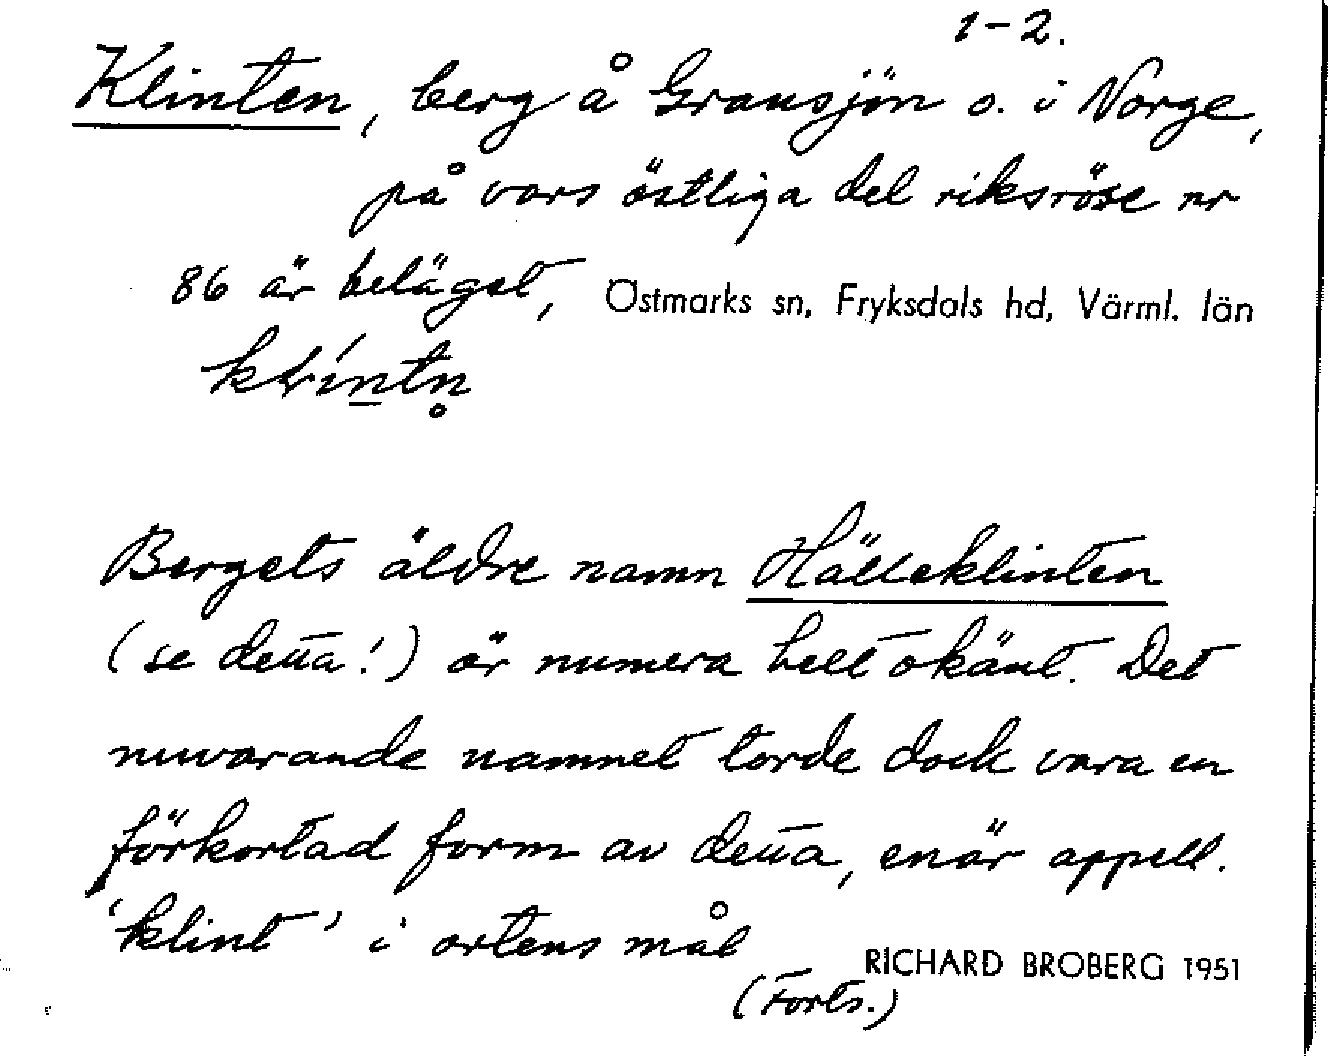 1-2.
Klinten, berg å Gransjön o. i Norge,
på vars östliga del riksröse nr
86 är beläget, Östmarks sn, Fryksdals hd, Värml. län
Bergets äldre namn Hälleklinten
(se detta!) är numera helt okänt. Det
nuvarande namnet torde dock vara en
förkortad form av detta, enär appell.
'klint' i ortens mål
RICHARD BROBERG 1951
(Forts.)